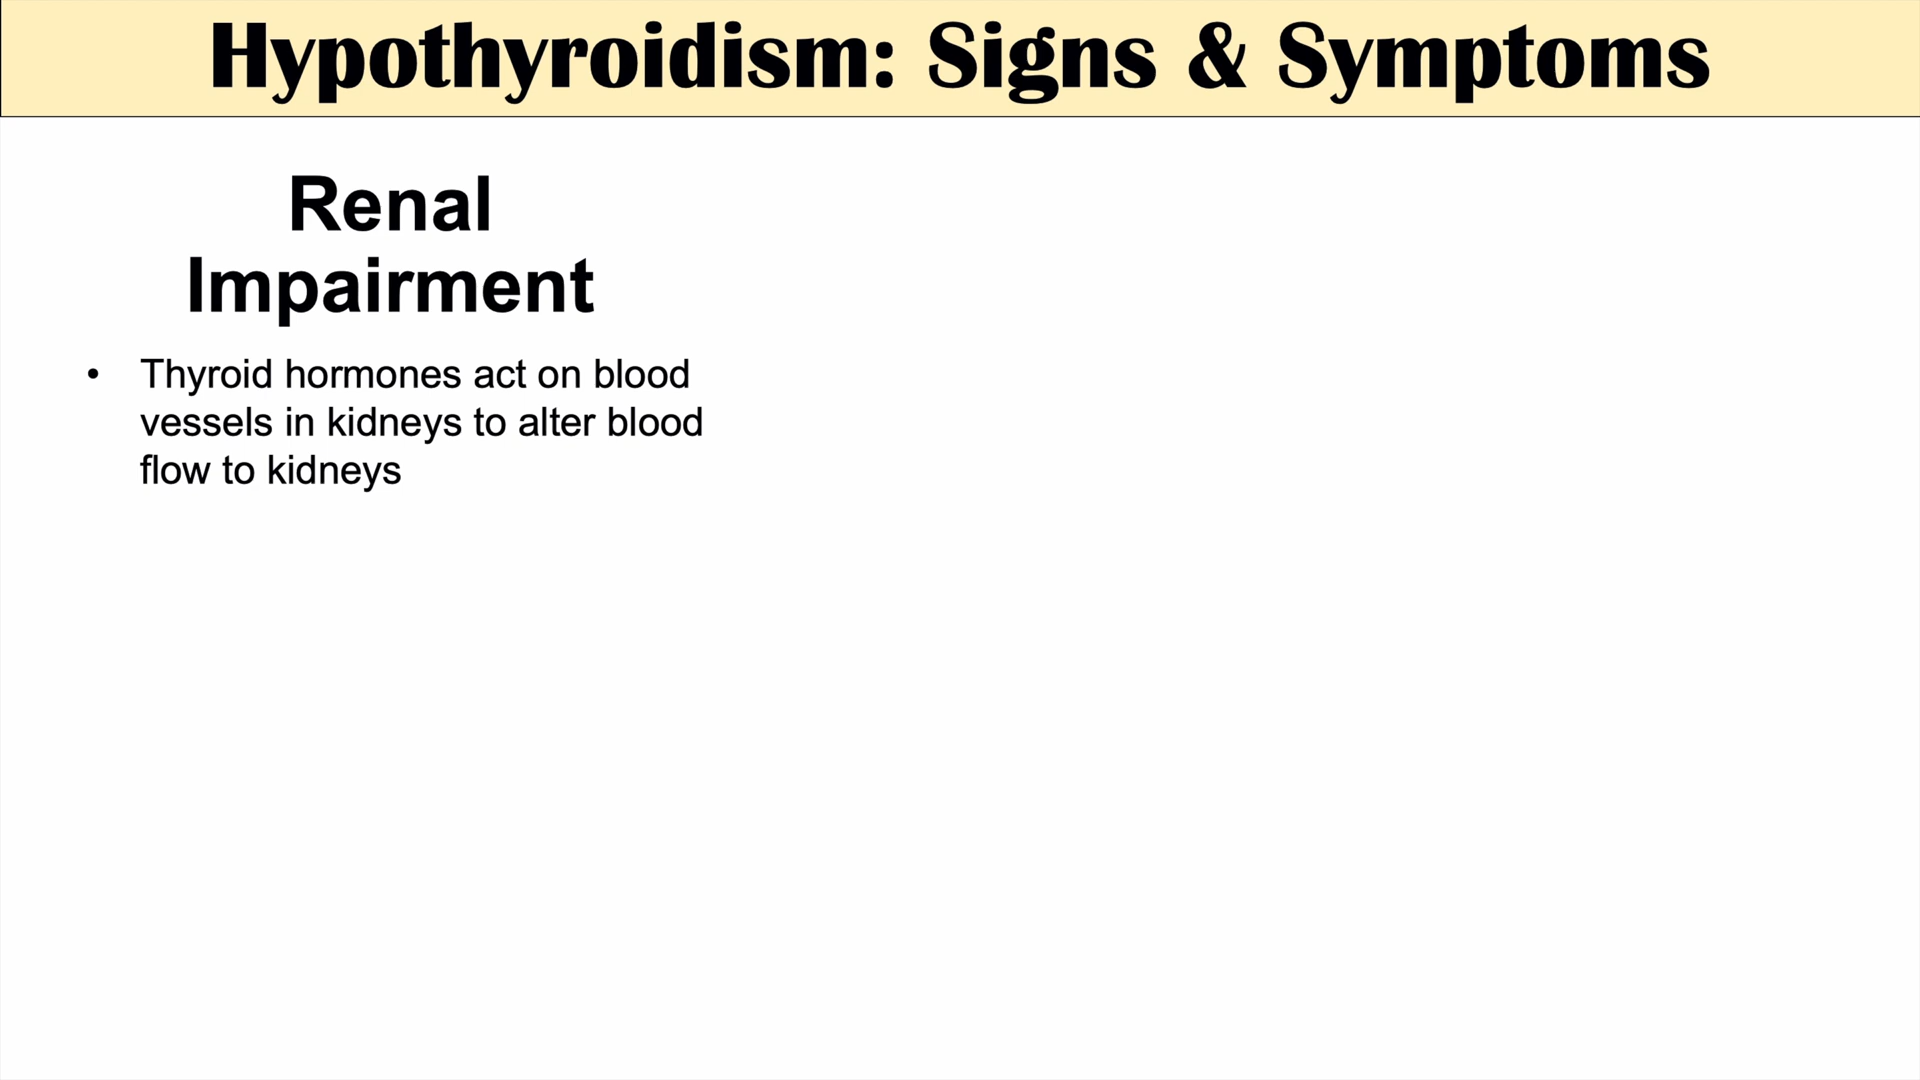 Hypothyroidism: Signs & Symptoms
Renal
Impairment
• Thyroid hormones act on blood
vessels in kidneys to alter blood
flow to kidneys